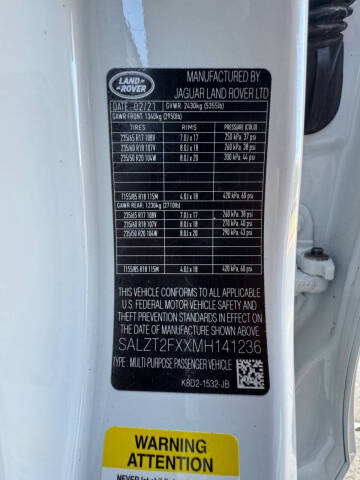 LAND
ROVER
MANUFACTURED BY
JAGUAR LAND ROVER LTD
DATE 02/21 GVWR: 2430kg (5355lb)
GAWR FRONT: 1340kg (2950lb)
TIRES RIMS PRESSURE (COLD)
235/65 R17 108V 7.0J x 17 250 kPa, 37 psi
235/60 R18 107V 8.0J x 18 260 kPa, 38 psi
235/50 R20 104W 8.0J x 20 300 kPa, 44 psi
T155/85 R18 115M 4.0J x 18 420 kPa, 60 psi
GAWR REAR: 1230kg (2710lb)
235/65 R17 108V 7.0J x 17 260 kPa, 38 psi
235/60 R18 107V 8.0J x 18 270 kPa, 40 psi
235/50 R20 104W 8.0J x 20 290 kPa, 43 psi
T155/85 R18 115M 4.0J x 18 420 kPa, 60 psi
THIS VEHICLE CONFORMS TO ALL APPLICABLE
U.S. FEDERAL MOTOR VEHICLE SAFETY AND
THEFT PREVENTION STANDARDS IN EFFECT ON THE
DATE OF MANUFACTURE SHOWN ABOVE.
SALZT2FXXMH141236
TYPE: MULTI-PURPOSE PASSENGER VEHICLE
K8D2-1532-JB
WARNING
ATTENTION